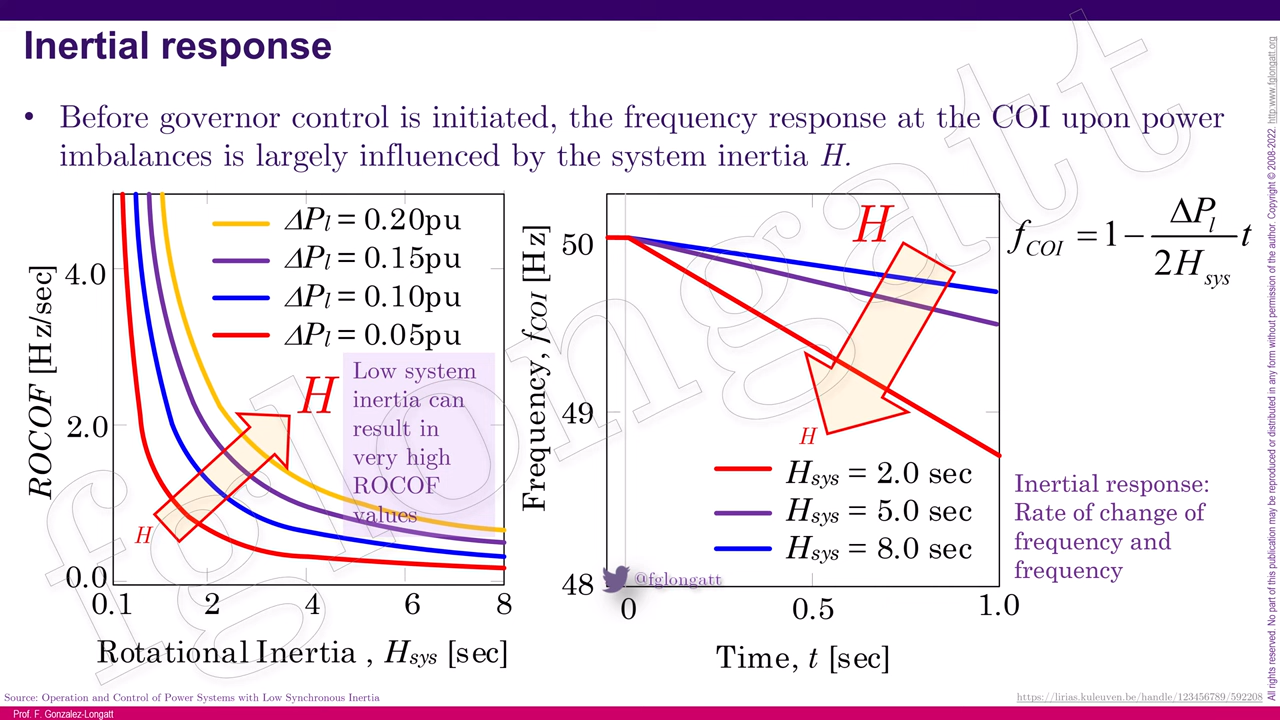 Inertial response
• Before governor control is initiated, the frequency response at the COI upon power
imbalances is largely influenced by the system inertia H.
ROCOF [Hz/sec]
4.0
2.0
0.0
0.1 2 4 6 8
Rotational Inertia , Hsys [sec]
ΔPl = 0.20pu
ΔPl = 0.15pu
ΔPl = 0.10pu
ΔPl = 0.05pu
H
H
Low system
inertia can
result in
very high
ROCOF
values
Frequency, fCOI [Hz]
50
49
48
0 0.5 1.0
Time, t [sec]
H
H
Hsys = 2.0 sec
Hsys = 5.0 sec
Hsys = 8.0 sec
@fglongatt
fCOI = 1 − ΔPl / 2Hsys t
Inertial response:
Rate of change of
frequency and
frequency
fglongatt
Source: Operation and Control of Power Systems with Low Synchronous Inertia
https://lirias.kuleuven.be/handle/123456789/592208
Prof. F. Gonzalez-Longatt
All rights reserved. No part of this publication may be reproduced or distributed in any form without permission of the author. Copyright © 2008-2022. http:www.fglongatt.org